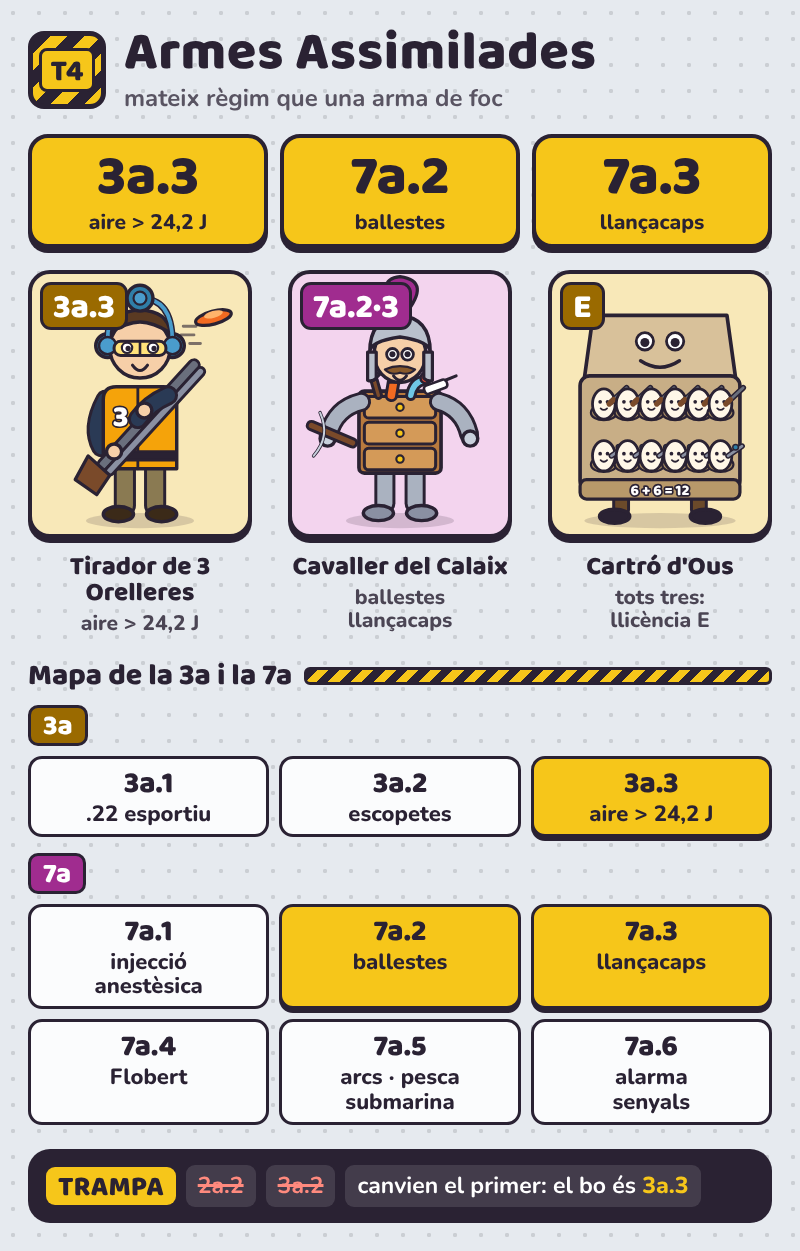 T4
Armes Assimilades
mateix règim que una arma de foc
3a.3
aire > 24,2 J
7a.2
ballestes
7a.3
llançacaps
3a.3
3
7a.2·3
E
6+6=12
Tirador de 3
Orelleres
aire > 24,2 J
Cavaller del Calaix
ballestes
llançacaps
Cartró d'Ous
tots tres:
llicència E
Mapa de la 3a i la 7a
3a
3a.1
.22 esportiu
3a.2
escopetes
3a.3
aire > 24,2 J
7a
7a.1
injecció
anestèsica
7a.2
ballestes
7a.3
llançacaps
7a.4
Flobert
7a.5
arcs · pesca
submarina
7a.6
alarma
senyals
TRAMPA 2a.2 3a.2 canvien el primer: el bo és 3a.3